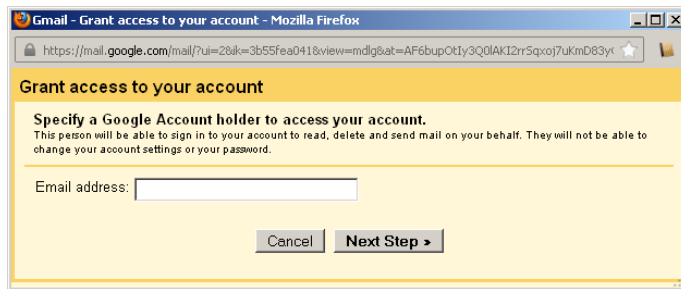 Gmail - Grant access to your account - Mozilla Firefox
https://mail.google.com/mail/?ui=2&ik=3b55fea041&view=mdlg&at=AF6bupOtIy3Q0lAKI2rrSqxoj7uKmD83y
Grant access to your account
Specify a Google Account holder to access your account.
This person will be able to sign in to your account to read, delete and send mail on your behalf. They will not be able to
change your account settings or your password.
Email address:
Cancel Next Step »